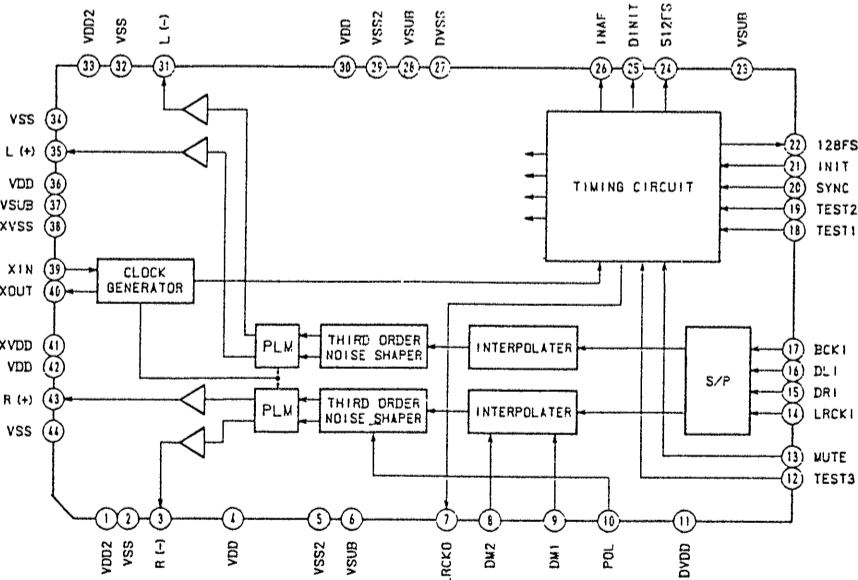 VDD2
VSS
L (-)
VDD
VSS2
VSUB
DVSS
INAF
DINIT
512FS
VSUB
33
32
31
30
29
28
27
26
25
24
23
VSS 34
L (+) 35
VDD 36
VSUB 37
XVSS 38
XIN 39
XOUT 40
XVDD 41
VDD 42
R (+) 43
VSS 44
TIMING CIRCUIT
22 128FS
21 INIT
20 SYNC
19 TEST2
18 TEST1
CLOCK
GENERATOR
PLM
THIRD ORDER
NOISE SHAPER
INTERPOLATER
S/P
PLM
THIRD ORDER
NOISE SHAPER
INTERPOLATER
17 BCKI
16 DLI
15 DRI
14 LRCKI
13 MUTE
12 TEST3
1
2
3
4
5
6
7
8
9
10
11
VDD2
VSS
R (-)
VDD
VSS2
VSUB
LRCKO
DM2
DM1
POL
DVDD